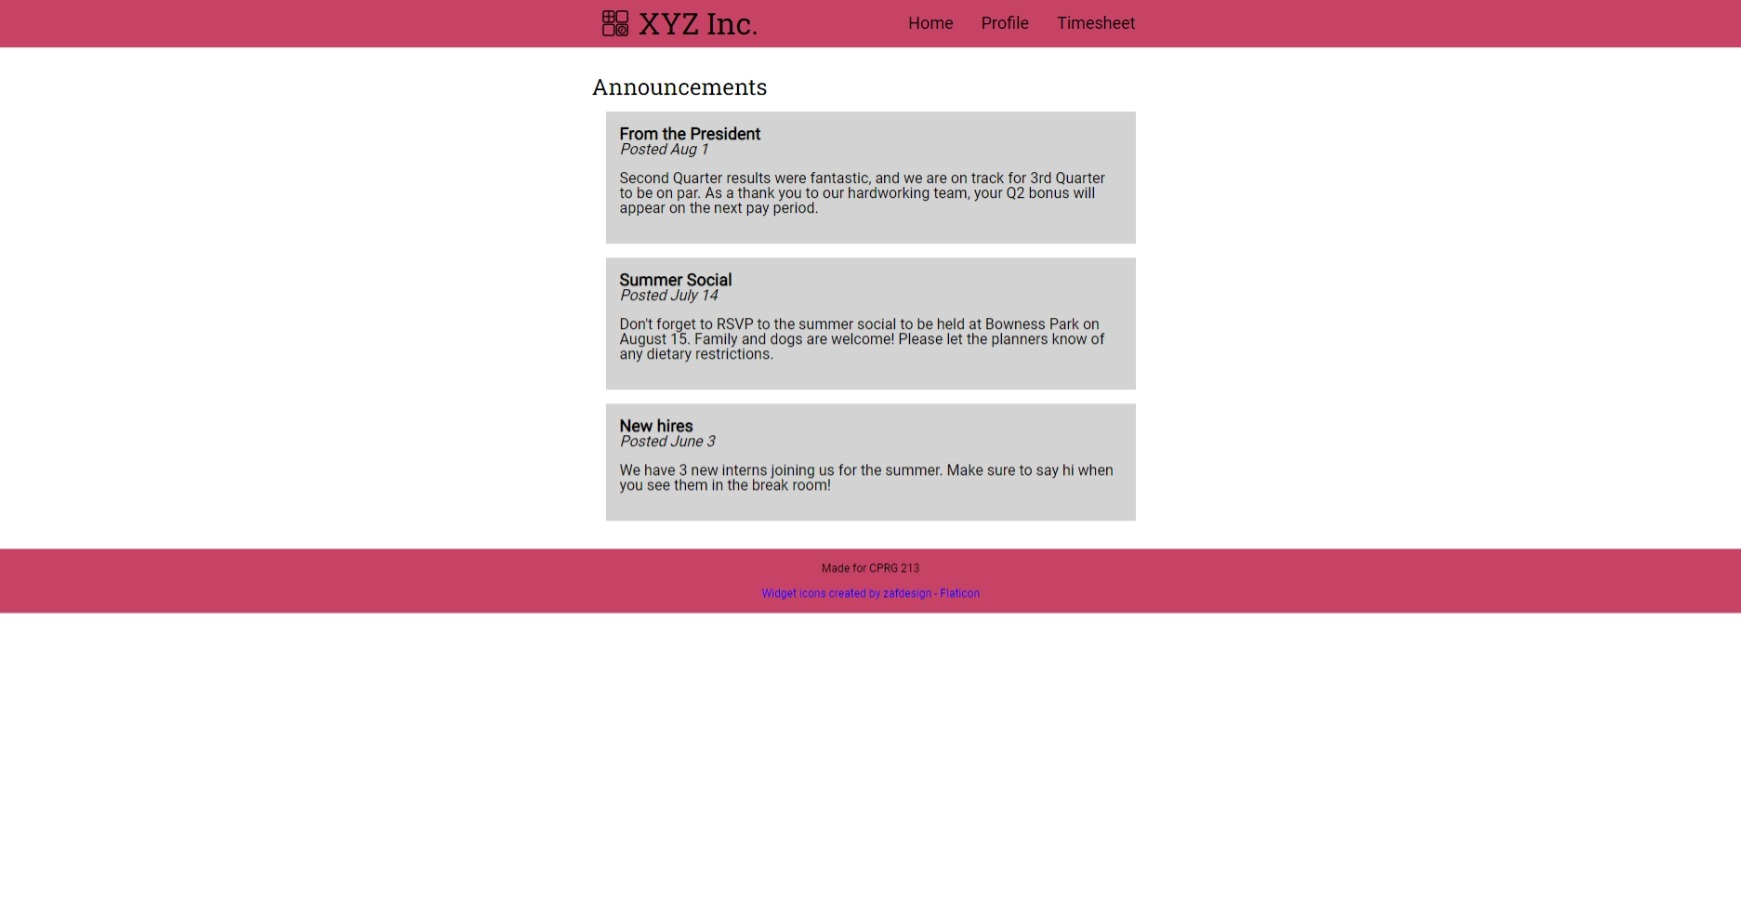 XYZ Inc.
Home Profile Timesheet
Announcements
From the President
Posted Aug 1
Second Quarter results were fantastic, and we are on track for 3rd Quarter
to be on par. As a thank you to our hardworking team, your Q2 bonus will
appear on the next pay period.
Summer Social
Posted July 14
Don't forget to RSVP to the summer social to be held at Bowness Park on
August 15. Family and dogs are welcome! Please let the planners know of
any dietary restrictions.
New hires
Posted June 3
We have 3 new interns joining us for the summer. Make sure to say hi when
you see them in the break room!
Made for CPRG 213
Widget icons created by zafdesign - Flaticon